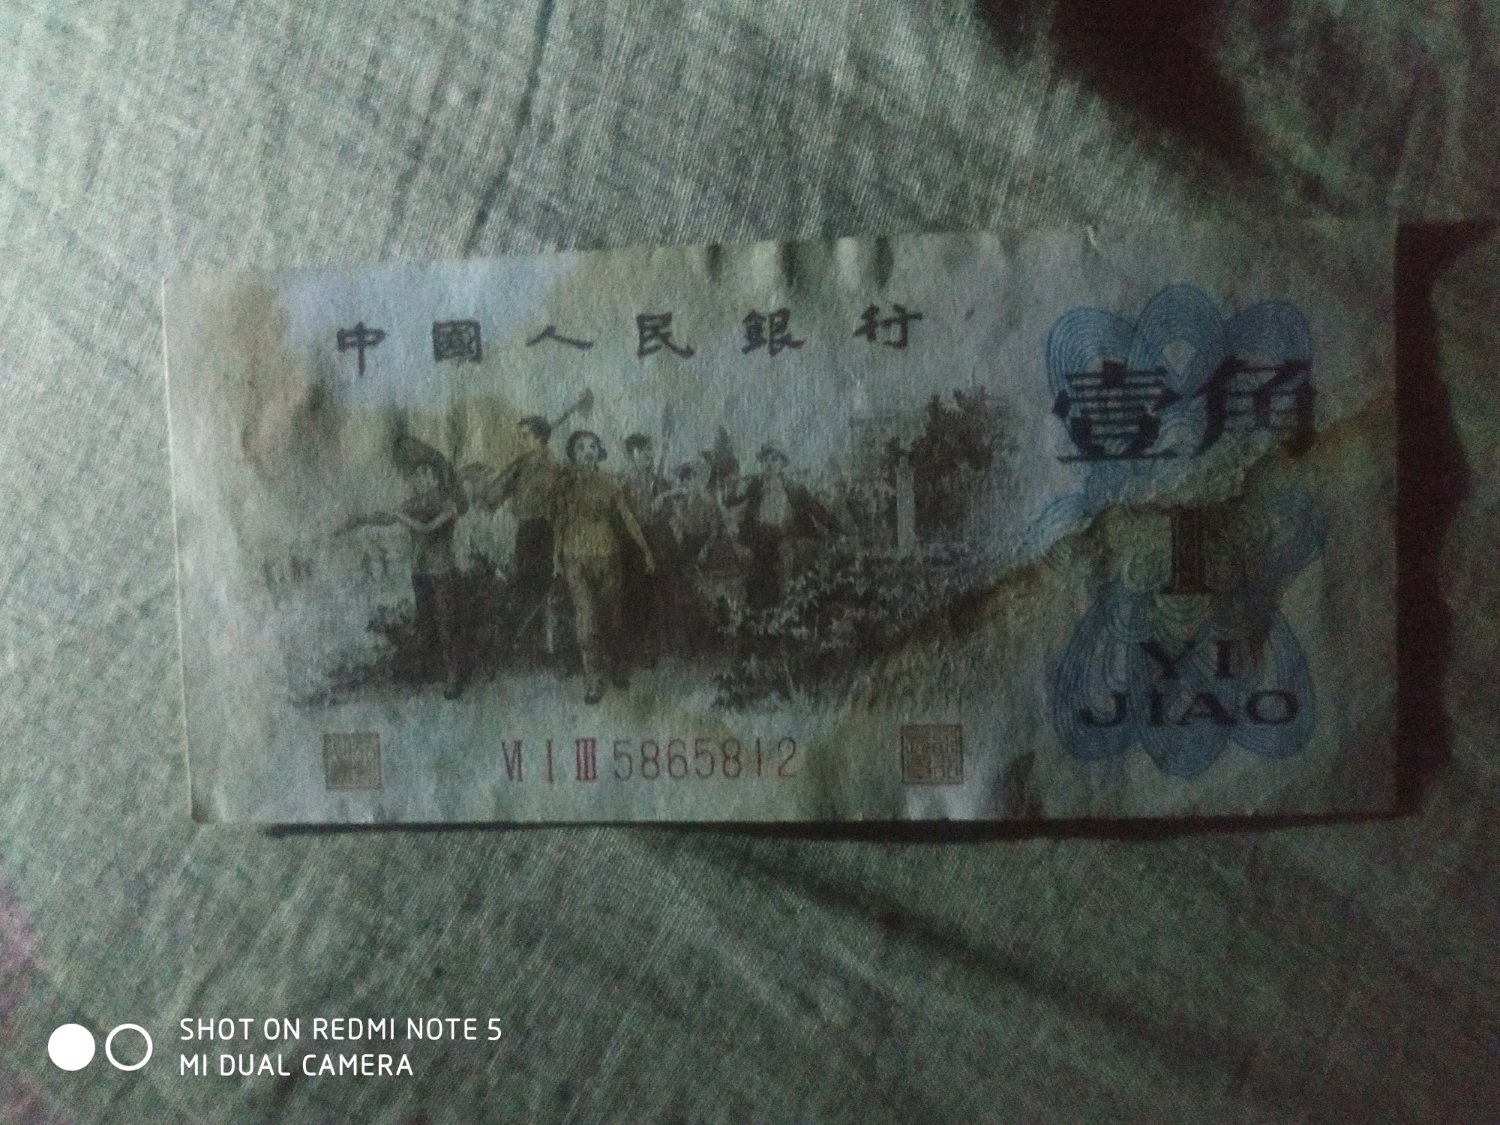 中國人民銀行
壹角
1
YI
JIAO
VI I III 5865812
SHOT ON REDMI NOTE 5
MI DUAL CAMERA